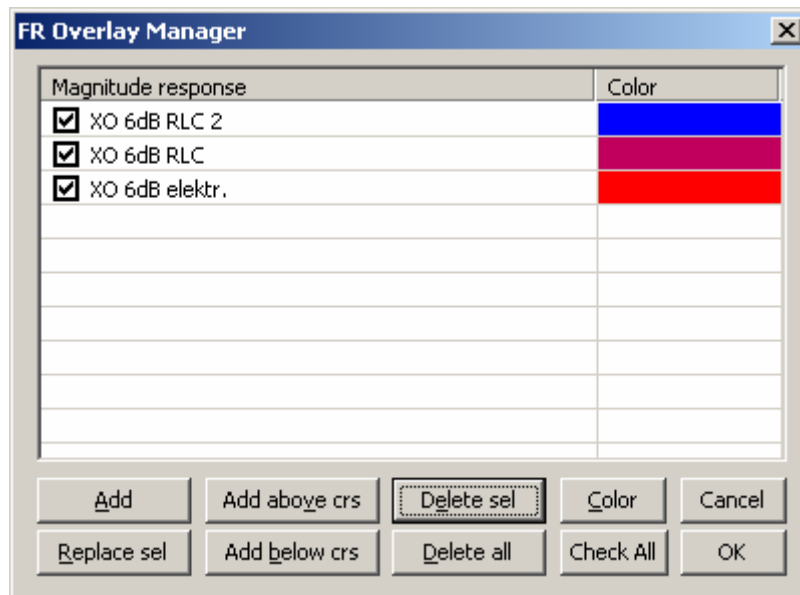 FR Overlay Manager
Magnitude response Color
XO 6dB RLC 2
XO 6dB RLC
XO 6dB elektr.
Add Add above crs Delete sel Color Cancel
Replace sel Add below crs Delete all Check All OK